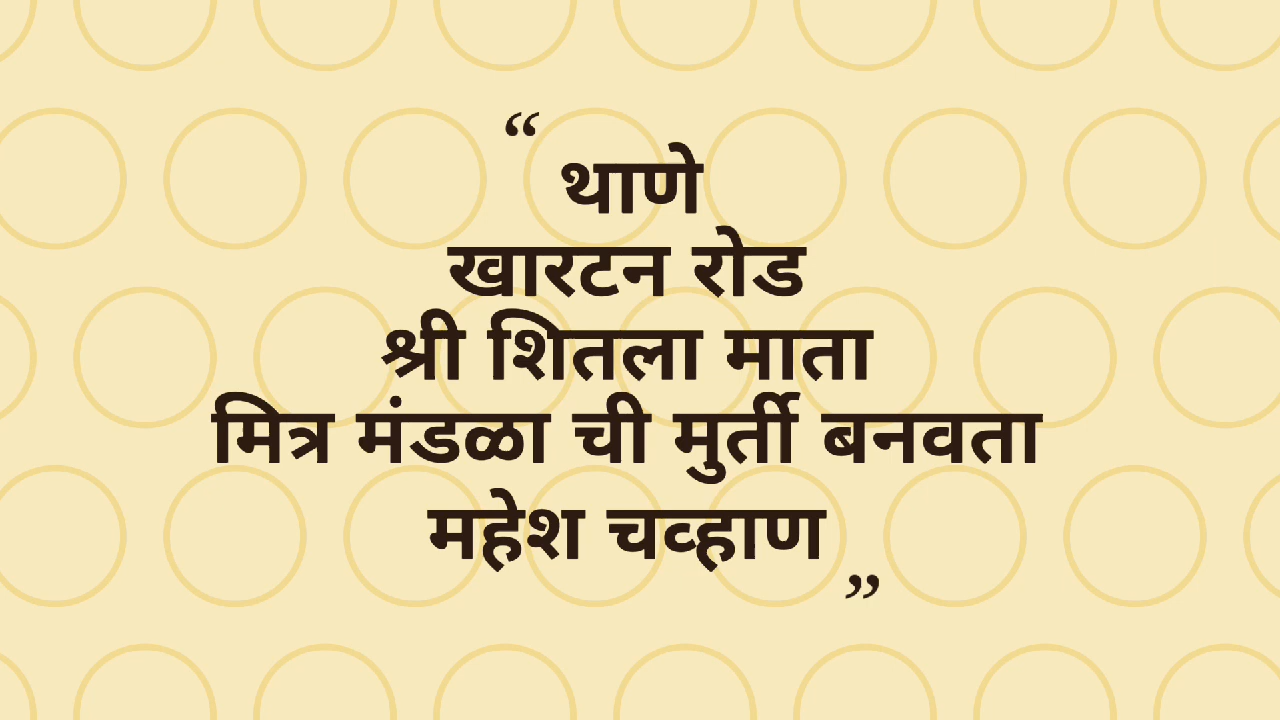 “
थाणे
खारटन रोड
श्री शितला माता
मित्र मंडळा ची मुर्ती बनवता
महेश चव्हाण
”